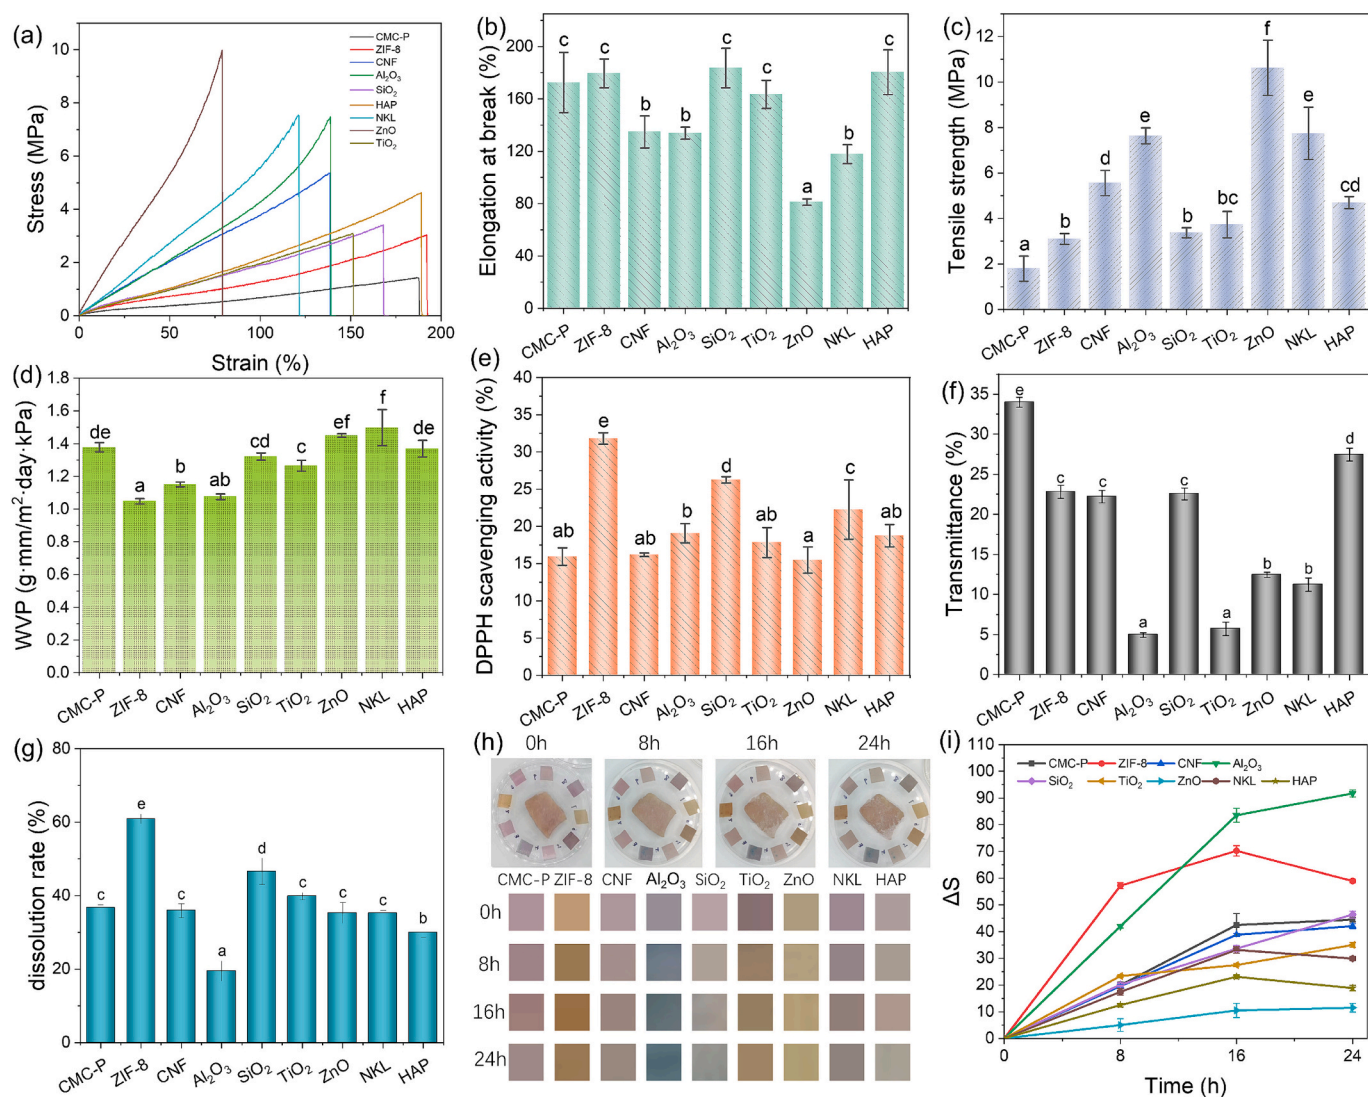 (a)
Stress (MPa)
10
8
6
4
2
0
0 50 100 150 200
Strain (%)
CMC-P
ZIF-8
CNF
Al₂O₃
SiO₂
HAP
NKL
ZnO
TiO₂
(b)
Elongation at break (%)
200
160
120
80
40
0
c c b b c c a b c
CMC-P ZIF-8 CNF Al₂O₃ SiO₂ TiO₂ ZnO NKL HAP
(c)
Tensile strength (MPa)
12
10
8
6
4
2
0
a b d e b bc f e cd
CMC-P ZIF-8 CNF Al₂O₃ SiO₂ TiO₂ ZnO NKL HAP
(d)
WVP (g·mm/m²·day·kPa)
1.8
1.6
1.4
1.2
1.0
0.8
0.6
0.4
0.2
0.0
de a b ab cd c ef f de
CMC-P ZIF-8 CNF Al₂O₃ SiO₂ TiO₂ ZnO NKL HAP
(e)
DPPH scavenging activity (%)
40
35
30
25
20
15
10
5
0
ab e ab b d ab a c ab
CMC-P ZIF-8 CNF Al₂O₃ SiO₂ TiO₂ ZnO NKL HAP
(f)
Transmittance (%)
35
30
25
20
15
10
5
0
e c c a c a b b d
CMC-P ZIF-8 CNF Al₂O₃ SiO₂ TiO₂ ZnO NKL HAP
(g)
dissolution rate (%)
80
60
40
20
0
c e c a d c c c b
CMC-P ZIF-8 CNF Al₂O₃ SiO₂ TiO₂ ZnO NKL HAP
(h)
0h 8h 16h 24h
CMC-P ZIF-8 CNF Al₂O₃ SiO₂ TiO₂ ZnO NKL HAP
0h
8h
16h
24h
(i)
ΔS
110
100
90
80
70
60
50
40
30
20
10
0
CMC-P ZIF-8 CNF Al₂O₃
SiO₂ TiO₂ ZnO NKL HAP
0 8 16 24
Time (h)